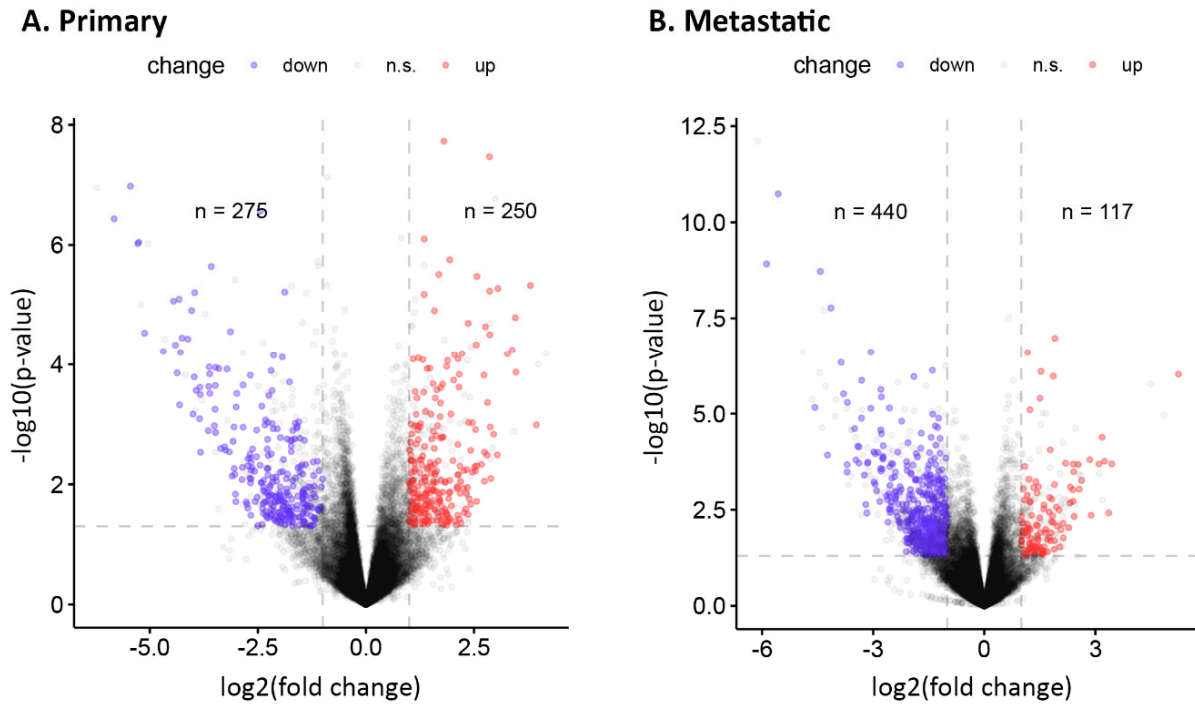 A. Primary
change down n.s. up
8
6
4
2
0
-log10(p-value)
n = 275
n = 250
-5.0 -2.5 0.0 2.5
log2(fold change)
B. Metastatic
change down n.s. up
12.5
10.0
7.5
5.0
2.5
0.0
-log10(p-value)
n = 440
n = 117
-6 -3 0 3
log2(fold change)